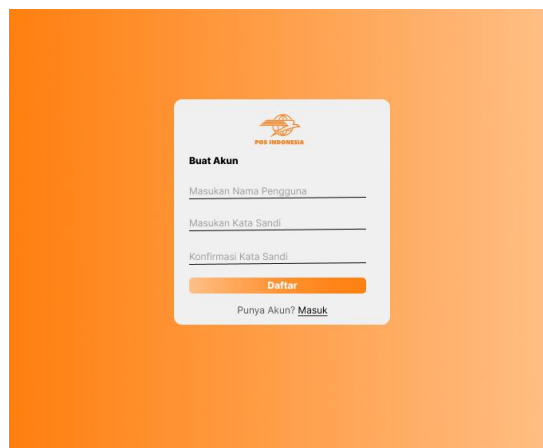 POS INDONESIA
Buat Akun
Masukan Nama Pengguna
Masukan Kata Sandi
Konfirmasi Kata Sandi
Daftar
Punya Akun? Masuk